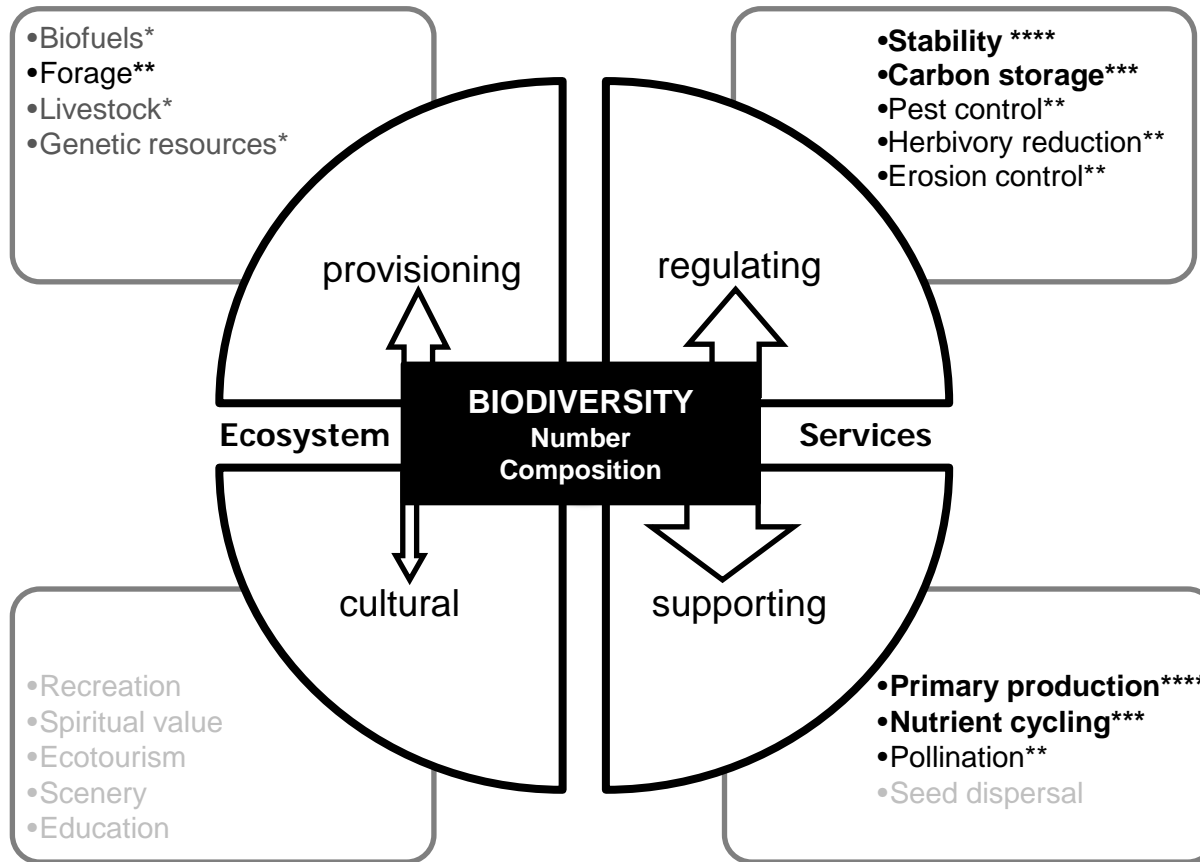 •Biofuels*
•Forage**
•Livestock*
•Genetic resources*
•Stability ****
•Carbon storage***
•Pest control**
•Herbivory reduction**
•Erosion control**
provisioning
regulating
BIODIVERSITY
Number
Composition
Ecosystem
Services
cultural
supporting
•Recreation
•Spiritual value
•Ecotourism
•Scenery
•Education
•Primary production****
•Nutrient cycling***
•Pollination**
•Seed dispersal